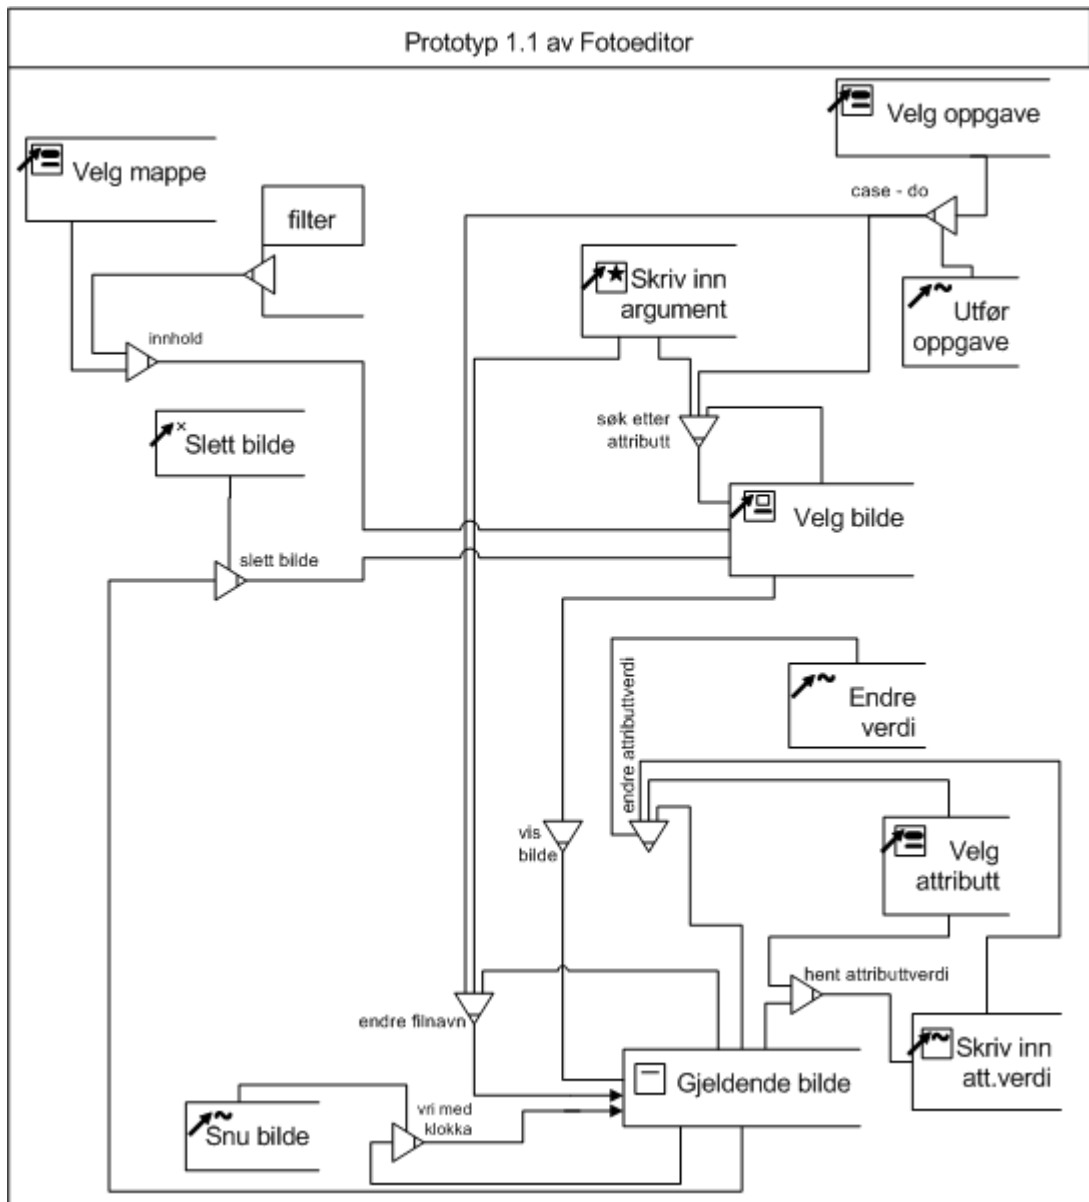 Prototyp 1.1 av Fotoeditor
Velg oppgave
Velg mappe
case - do
filter
Skriv inn
argument
Utfør
oppgave
innhold
søk etter
attributt
Slett bilde
Velg bilde
slett bilde
endre attributtverdi
Endre
verdi
vis
bilde
Velg
attributt
hent attributtverdi
endre filnavn
Skriv inn
att.verdi
Gjeldende bilde
vri med
klokka
Snu bilde